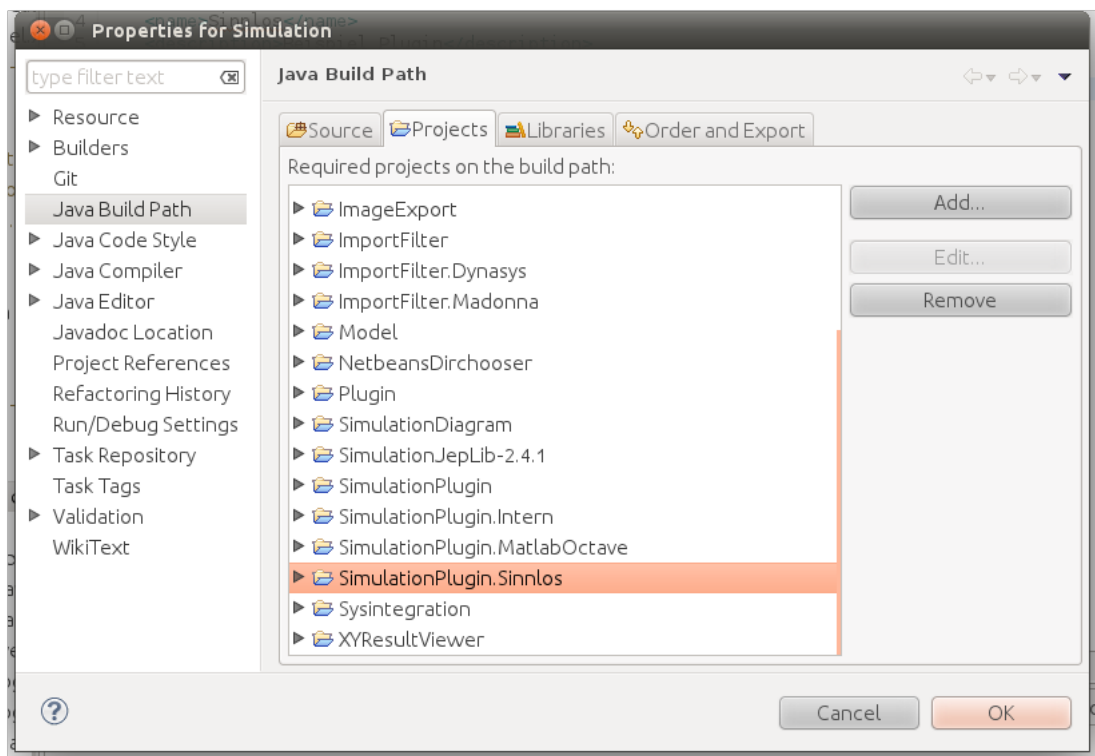 Properties for Simulation
type filter text
Resource
Builders
Git
Java Build Path
Java Code Style
Java Compiler
Java Editor
Javadoc Location
Project References
Refactoring History
Run/Debug Settings
Task Repository
Task Tags
Validation
WikiText
Java Build Path
Source Projects Libraries Order and Export
Required projects on the build path:
ImageExport
ImportFilter
ImportFilter.Dynasys
ImportFilter.Madonna
Model
NetbeansDirchooser
Plugin
SimulationDiagram
SimulationJepLib-2.4.1
SimulationPlugin
SimulationPlugin.Intern
SimulationPlugin.MatlabOctave
SimulationPlugin.Sinnlos
Sysintegration
XYResultViewer
Add...
Edit...
Remove
Cancel
OK